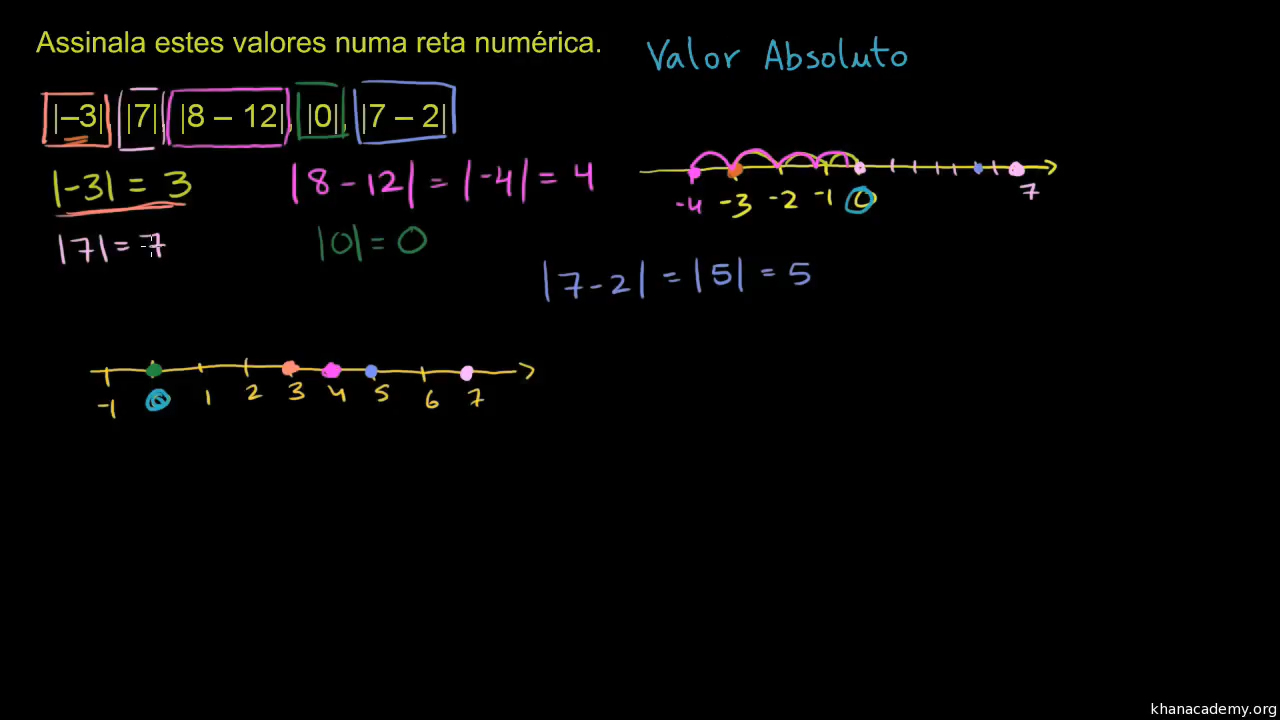 Assinala estes valores numa reta numérica.
Valor Absoluto
|–3|, |7|, |8 – 12|, |0|, |7 – 2|
|-3| = 3
|8 - 12| = |-4| = 4
-4 -3 -2 -1 0 7
|7| = 7
|0| = 0
|7 - 2| = |5| = 5
-1 0 1 2 3 4 5 6 7
khanacademy.org